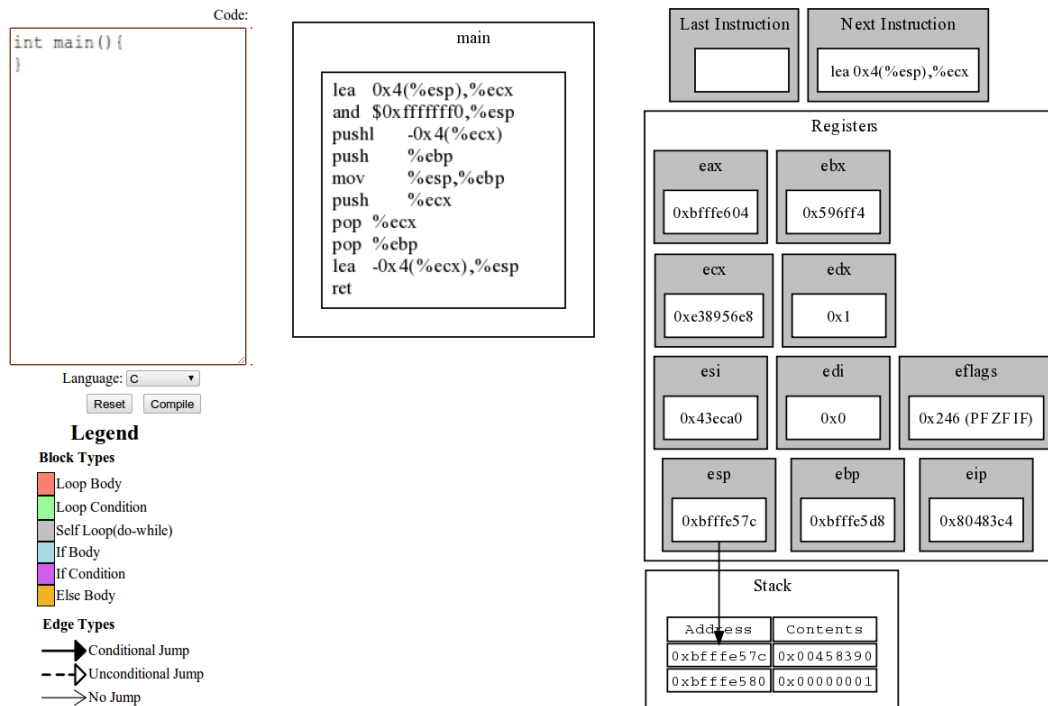 Code:
int main(){
}
Language: C
Reset Compile
Legend
Block Types
Loop Body
Loop Condition
Self Loop(do-while)
If Body
If Condition
Else Body
Edge Types
Conditional Jump
Unconditional Jump
No Jump
main
lea 0x4(%esp),%ecx
and $0xfffffff0,%esp
pushl -0x4(%ecx)
push %ebp
mov %esp,%ebp
push %ecx
pop %ecx
pop %ebp
lea -0x4(%ecx),%esp
ret
Last Instruction
Next Instruction
lea 0x4(%esp),%ecx
Registers
eax ebx
0xbfffe604 0x596ff4
ecx edx
0xe38956e8 0x1
esi edi eflags
0x43eca0 0x0 0x246 (PF ZF IF)
esp ebp eip
0xbfffe57c 0xbfffe5d8 0x80483c4
Stack
Address Contents
0xbfffe57c 0x00458390
0xbfffe580 0x00000001